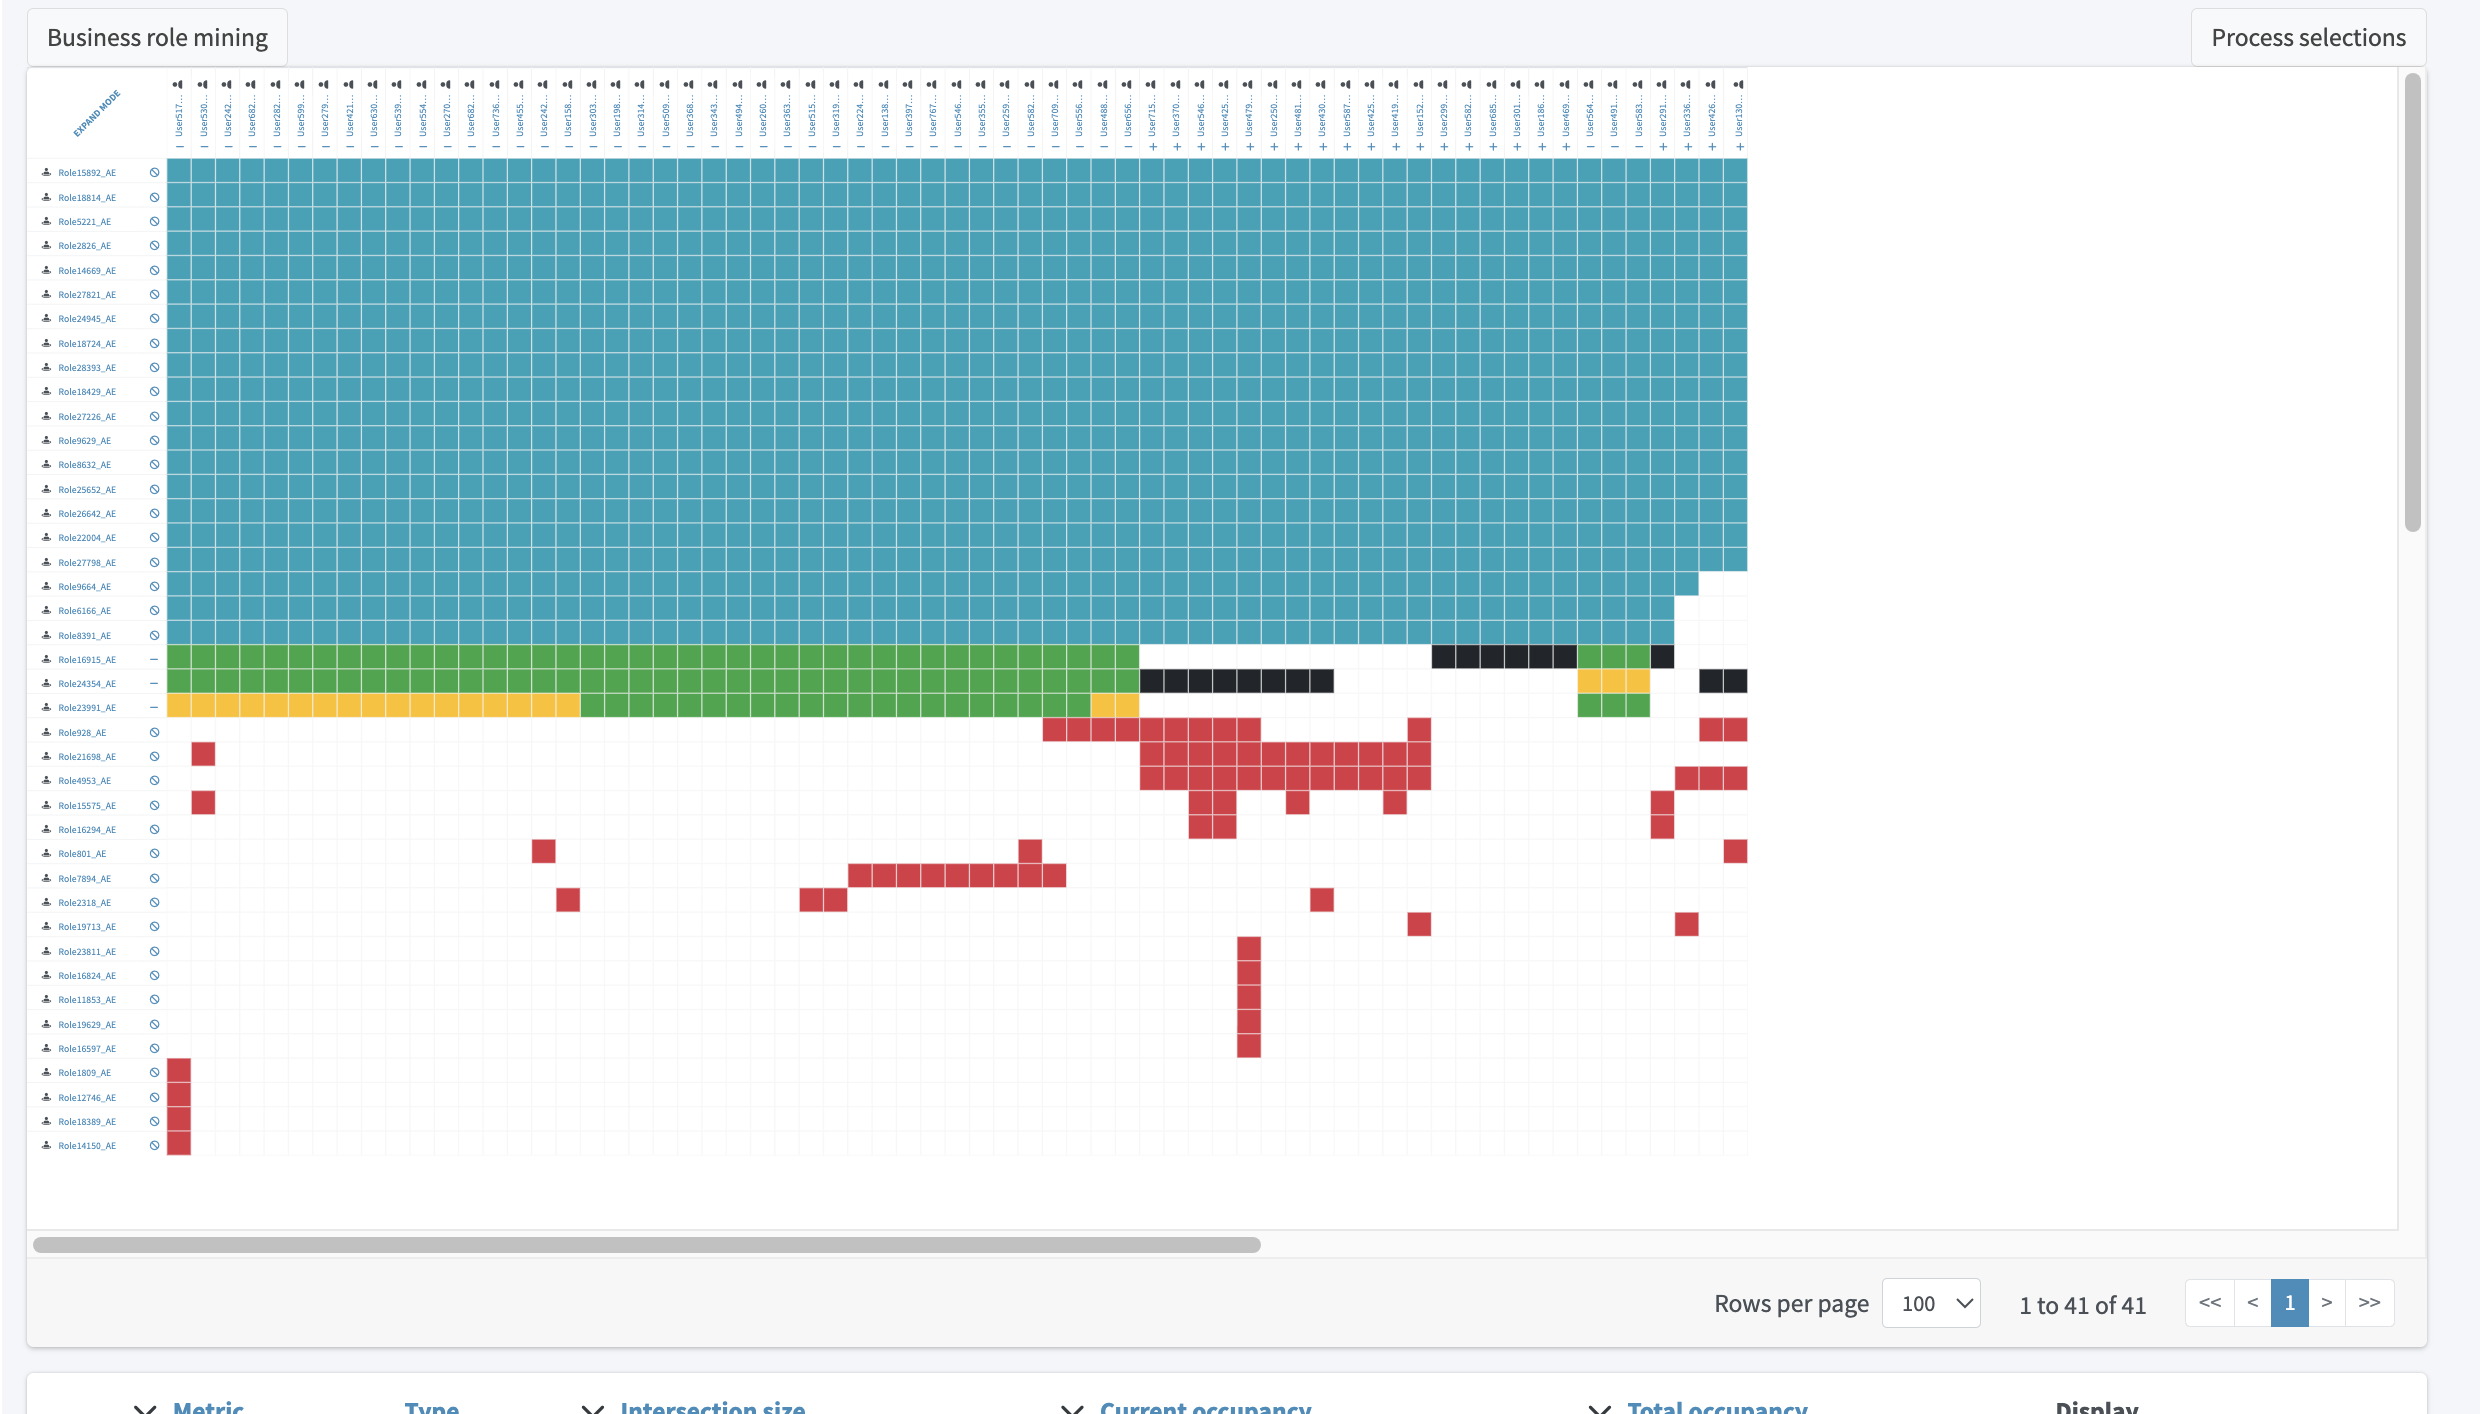 Business role mining
Process selections
EXPAND MODE
User517... User530... User242... User682... User282... User599... User279... User421... User630... User539... User554... User270... User682... User736... User455... User242... User158... User303... User198... User314... User509... User368... User343... User494... User260... User363... User515... User319... User224... User138... User397... User767... User546... User355... User259... User582... User709... User556... User488... User656... User715... User370... User546... User425... User479... User250... User481... User430... User587... User425... User419... User152... User299... User582... User685... User301... User186... User469... User564... User491... User583... User291... User336... User426... User130...
Role15892_AE
Role18814_AE
Role5221_AE
Role2826_AE
Role14669_AE
Role27821_AE
Role24945_AE
Role18724_AE
Role28393_AE
Role18429_AE
Role27226_AE
Role9629_AE
Role8632_AE
Role25652_AE
Role26642_AE
Role22004_AE
Role27798_AE
Role9664_AE
Role6166_AE
Role8391_AE
Role16915_AE
Role24354_AE
Role23991_AE
Role928_AE
Role21698_AE
Role4953_AE
Role15575_AE
Role16294_AE
Role801_AE
Role7894_AE
Role2318_AE
Role19713_AE
Role23811_AE
Role16824_AE
Role11853_AE
Role19629_AE
Role16597_AE
Role1809_AE
Role12746_AE
Role18389_AE
Role14150_AE
Rows per page 100 1 to 41 of 41 << < 1 > >>
Metric Type Intersection size Current occupancy Total occupancy Display